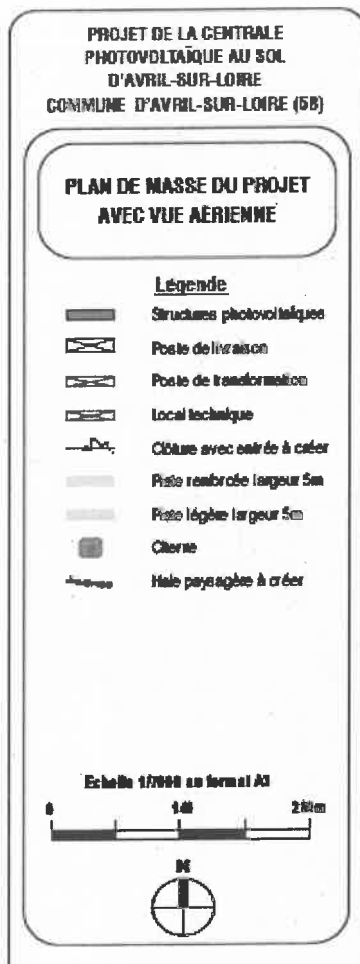 PROJET DE LA CENTRALE
PHOTOVOLTAÏQUE AU SOL
D'AVRIL-SUR-LOIRE
COMMUNE D'AVRIL-SUR-LOIRE (58)
PLAN DE MASSE DU PROJET
AVEC VUE AÉRIENNE
Légende
Structures photovoltaïques
Poste de livraison
Poste de transformation
Local technique
Clôture avec entrée à créer
Piste renforcée largeur 5m
Piste légère largeur 5m
Citerne
Haie paysagère à créer
Echelle au format A3
0 140
N